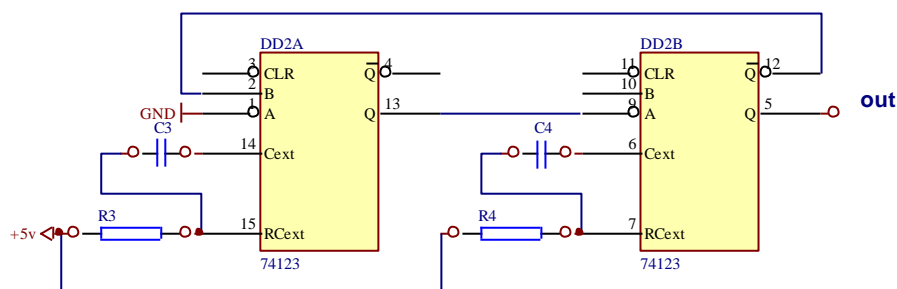 DD2A
DD2B
3 CLR Q 4
11 CLR Q 12
2 B
10 B
GND 1 A Q 13
9 A Q 5 out
C3 14 Cext
C4 6 Cext
+5v R3 15 RCext
R4 7 RCext
74123
74123